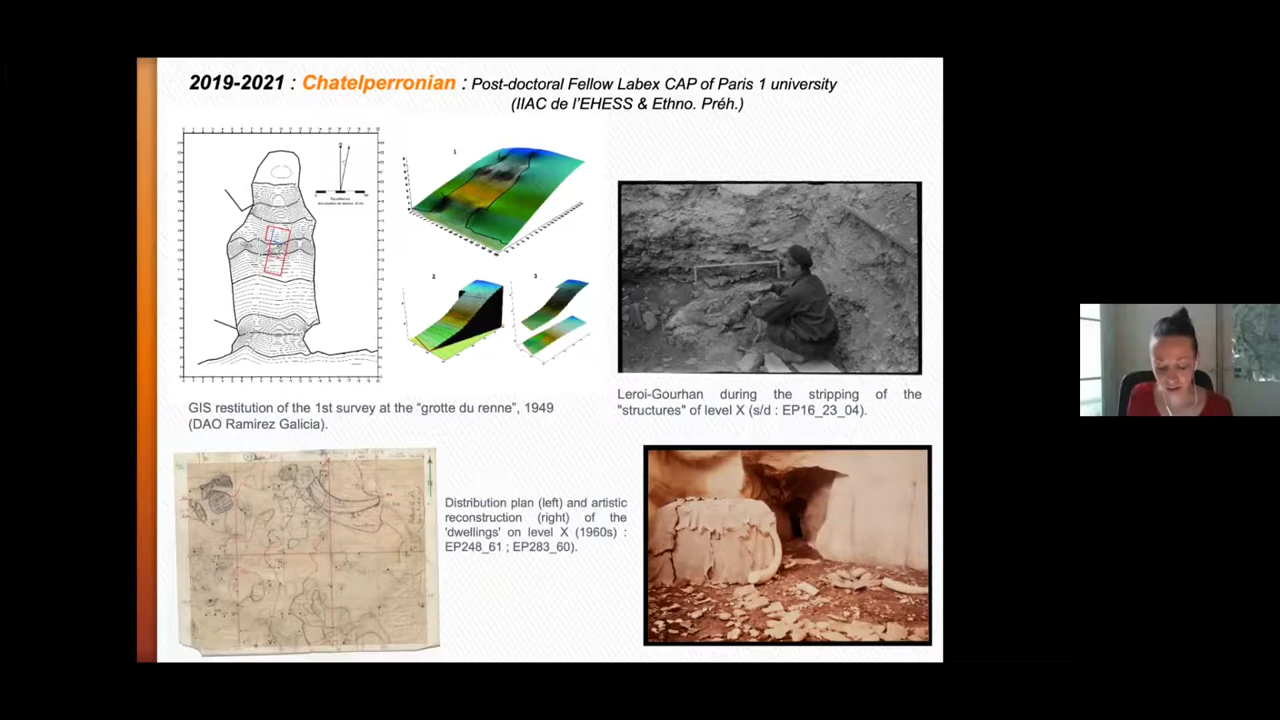 2019-2021 : Chatelperronian : Post-doctoral Fellow Labex CAP of Paris 1 university
(IIAC de l'EHESS & Ethno. Préh.)
1
2
3
GIS restitution of the 1st survey at the “grotte du renne”, 1949
(DAO Ramirez Galicia).
Leroi-Gourhan during the stripping of the
"structures" of level X (s/d : EP16_23_04).
Distribution plan (left) and artistic
reconstruction (right) of the
'dwellings' on level X (1960s) :
EP248_61 ; EP283_60).